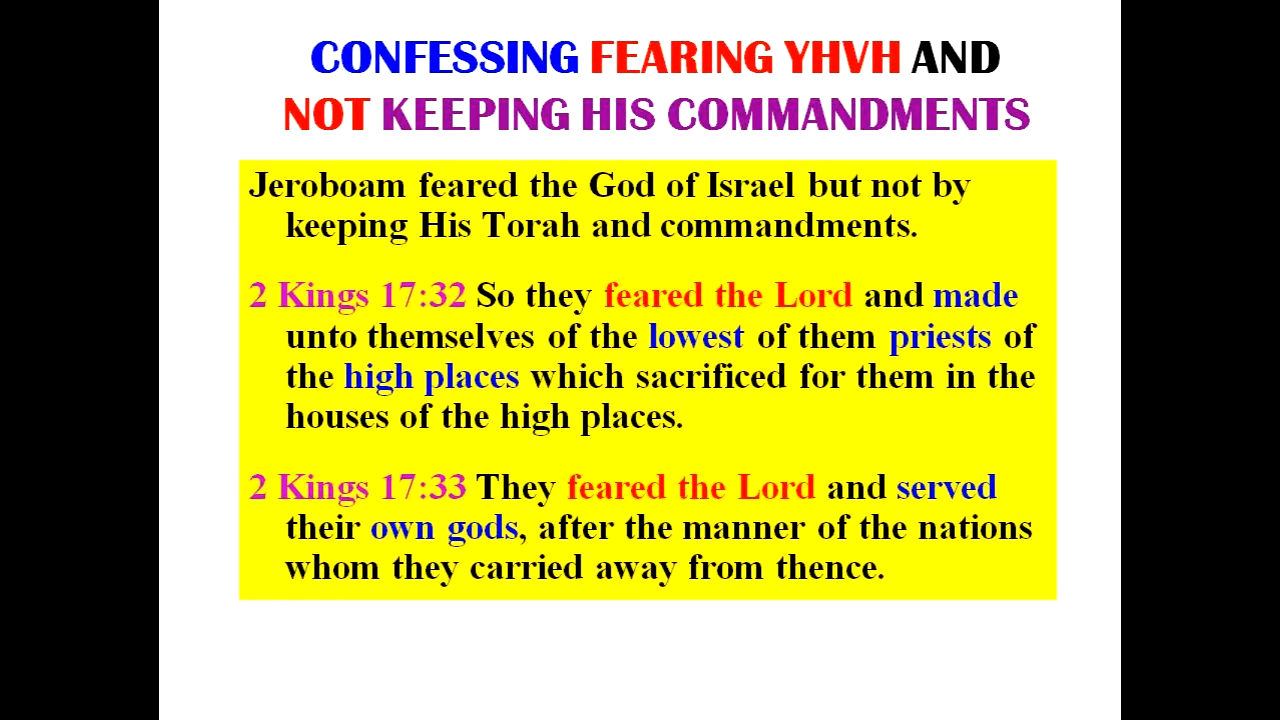 CONFESSING FEARING YHVH AND
NOT KEEPING HIS COMMANDMENTS
Jeroboam feared the God of Israel but not by
keeping His Torah and commandments.
2 Kings 17:32 So they feared the Lord and made
unto themselves of the lowest of them priests of
the high places which sacrificed for them in the
houses of the high places.
2 Kings 17:33 They feared the Lord and served
their own gods, after the manner of the nations
whom they carried away from thence.